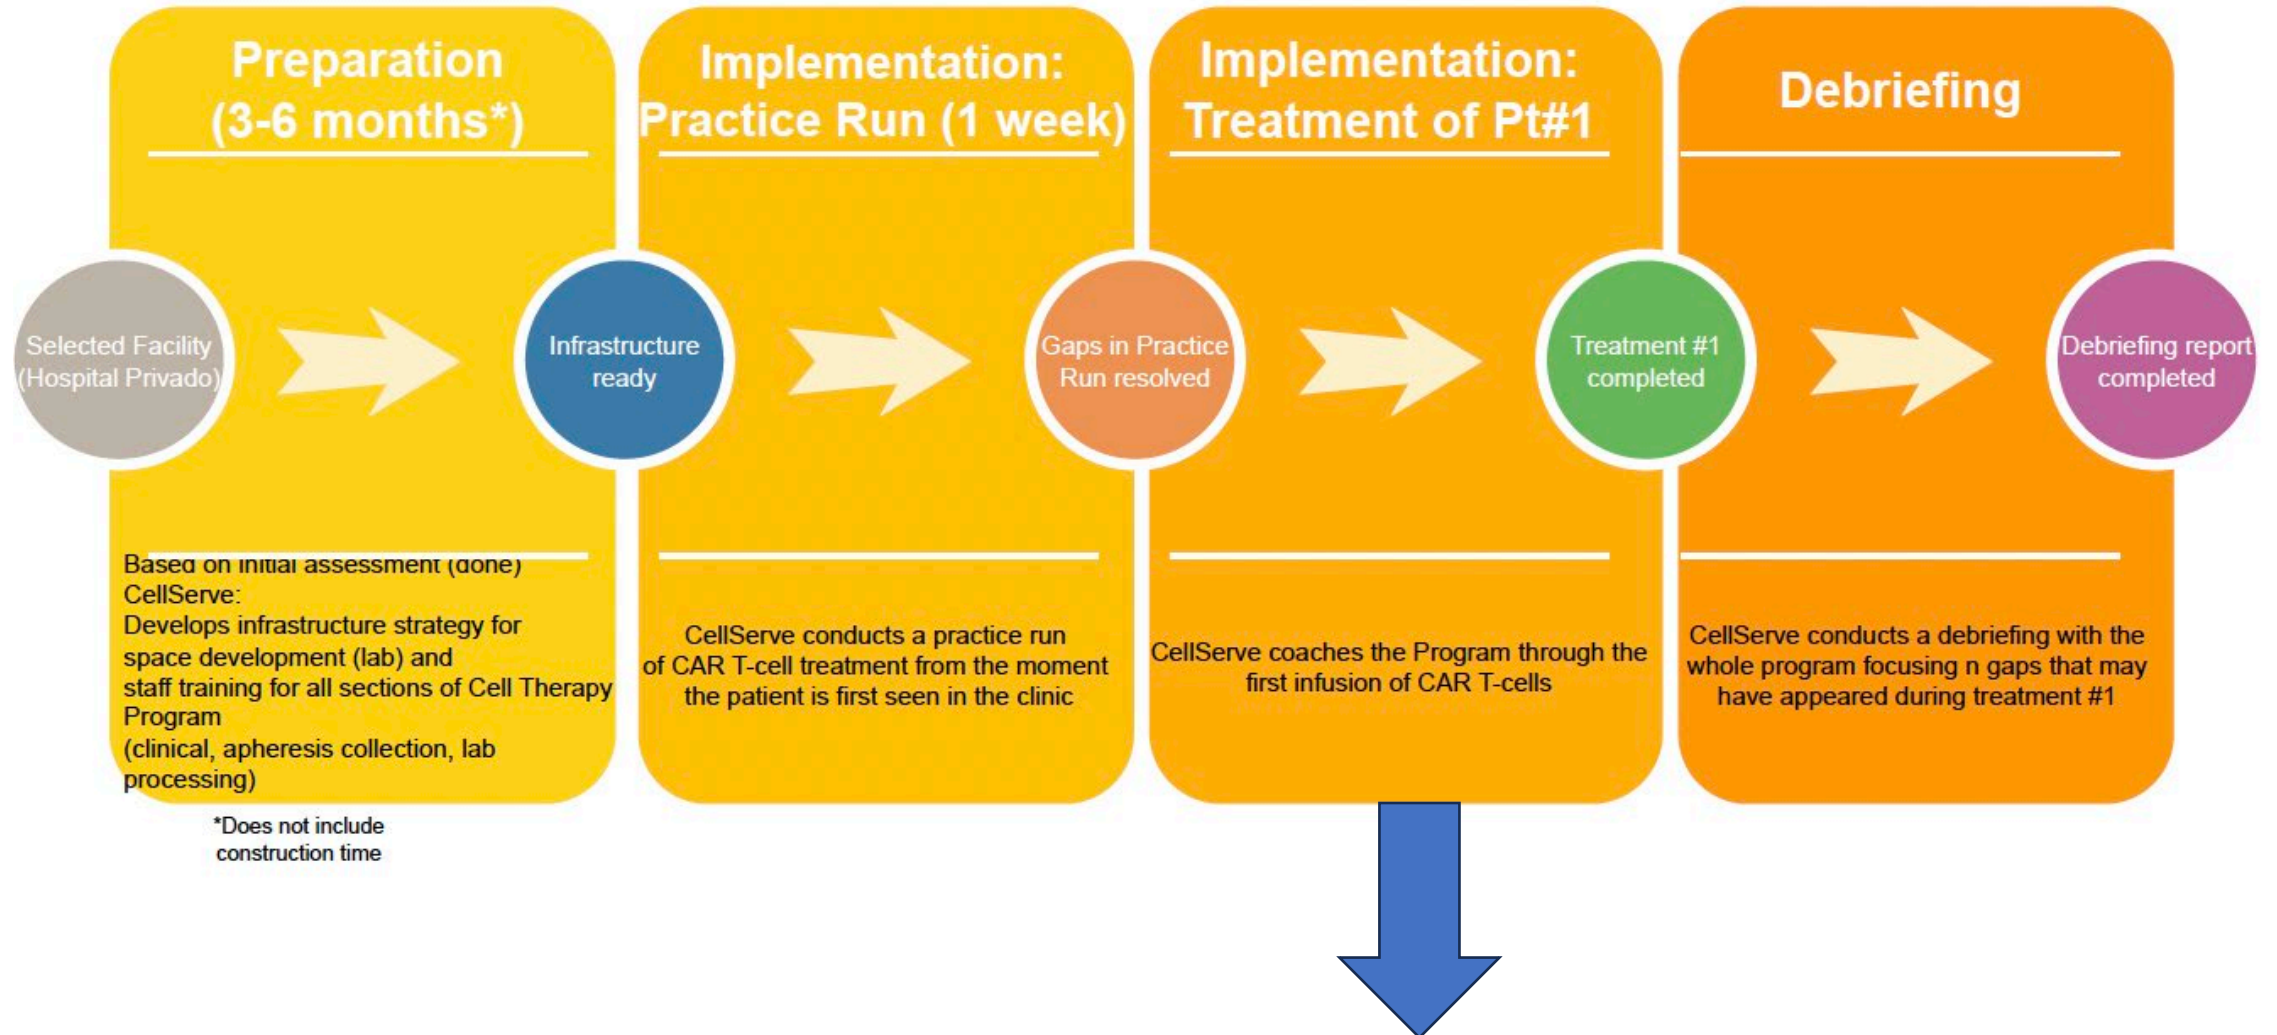 Preparation
(3-6 months*)
Selected Facility
(Hospital Privado)
Based on initial assessment (done)
CellServe:
Develops infrastructure strategy for
space development (lab) and
staff training for all sections of Cell Therapy
Program
(clinical, apheresis collection, lab
processing)
*Does not include
construction time
Implementation:
Practice Run (1 week)
Infrastructure
ready
CellServe conducts a practice run
of CAR T-cell treatment from the moment
the patient is first seen in the clinic
Implementation:
Treatment of Pt#1
Gaps in Practice
Run resolved
CellServe coaches the Program through the
first infusion of CAR T-cells
Debriefing
Treatment #1
completed
Debriefing report
completed
CellServe conducts a debriefing with the
whole program focusing n gaps that may
have appeared during treatment #1